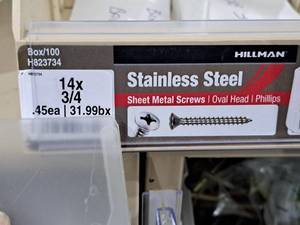 Box/100
H823734
HILLMAN
14x
3/4
.45ea | 31.99bx
Stainless Steel
Sheet Metal Screws | Oval Head | Phillips